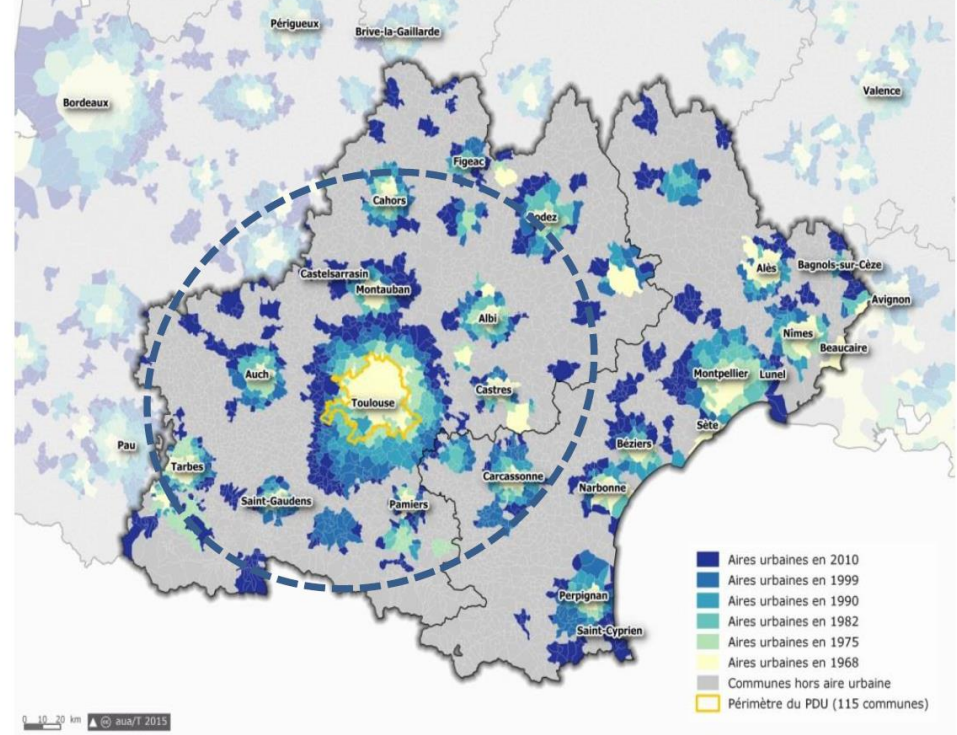 Périgueux
Brive-la-Gaillarde
Bordeaux
Valence
Figeac
Cahors
Rodez
Castelsarrasin
Montauban
Albi
Alès
Bagnols-sur-Cèze
Avignon
Nîmes
Beaucaire
Auch
Toulouse
Castres
Montpellier
Lunel
Sète
Pau
Tarbes
Béziers
Saint-Gaudens
Pamiers
Carcassonne
Narbonne
Perpignan
Saint-Cyprien
Aires urbaines en 2010
Aires urbaines en 1999
Aires urbaines en 1990
Aires urbaines en 1982
Aires urbaines en 1975
Aires urbaines en 1968
Communes hors aire urbaine
Périmètre du PDU (115 communes)
0 10 20 km
cc aua/T 2015